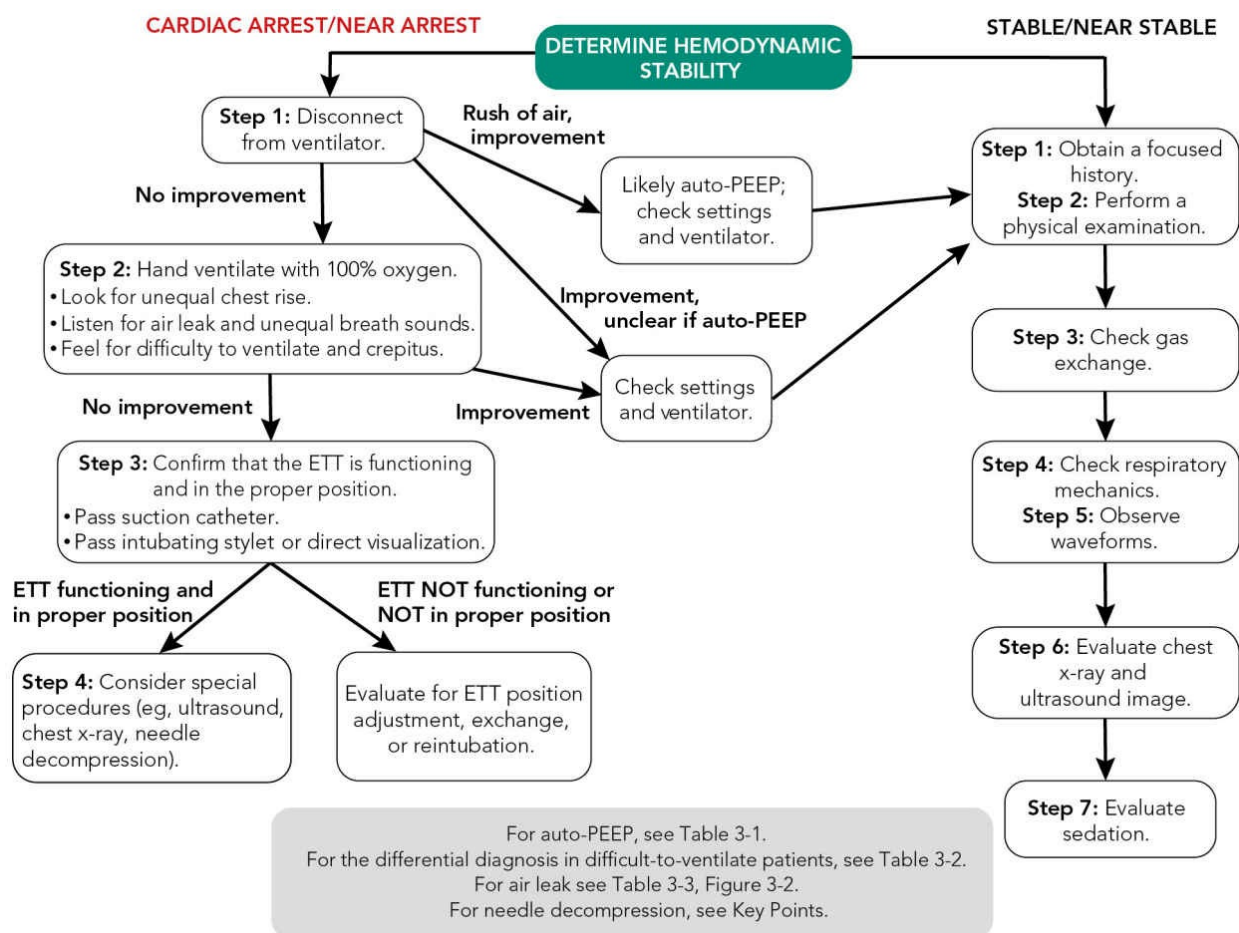 CARDIAC ARREST/NEAR ARREST
DETERMINE HEMODYNAMIC
STABILITY
STABLE/NEAR STABLE
Step 1: Disconnect
from ventilator.
Rush of air,
improvement
No improvement
Likely auto-PEEP;
check settings
and ventilator.
Step 1: Obtain a focused
history.
Step 2: Perform a
physical examination.
Step 2: Hand ventilate with 100% oxygen.
• Look for unequal chest rise.
• Listen for air leak and unequal breath sounds.
• Feel for difficulty to ventilate and crepitus.
Improvement,
unclear if auto-PEEP
Step 3: Check gas
exchange.
No improvement
Improvement
Check settings
and ventilator.
Step 3: Confirm that the ETT is functioning
and in the proper position.
• Pass suction catheter.
• Pass intubating stylet or direct visualization.
Step 4: Check respiratory
mechanics.
Step 5: Observe
waveforms.
ETT functioning and
in proper position
ETT NOT functioning or
NOT in proper position
Step 4: Consider special
procedures (eg, ultrasound,
chest x-ray, needle
decompression).
Evaluate for ETT position
adjustment, exchange,
or reintubation.
Step 6: Evaluate chest
x-ray and
ultrasound image.
Step 7: Evaluate
sedation.
For auto-PEEP, see Table 3-1.
For the differential diagnosis in difficult-to-ventilate patients, see Table 3-2.
For air leak see Table 3-3, Figure 3-2.
For needle decompression, see Key Points.